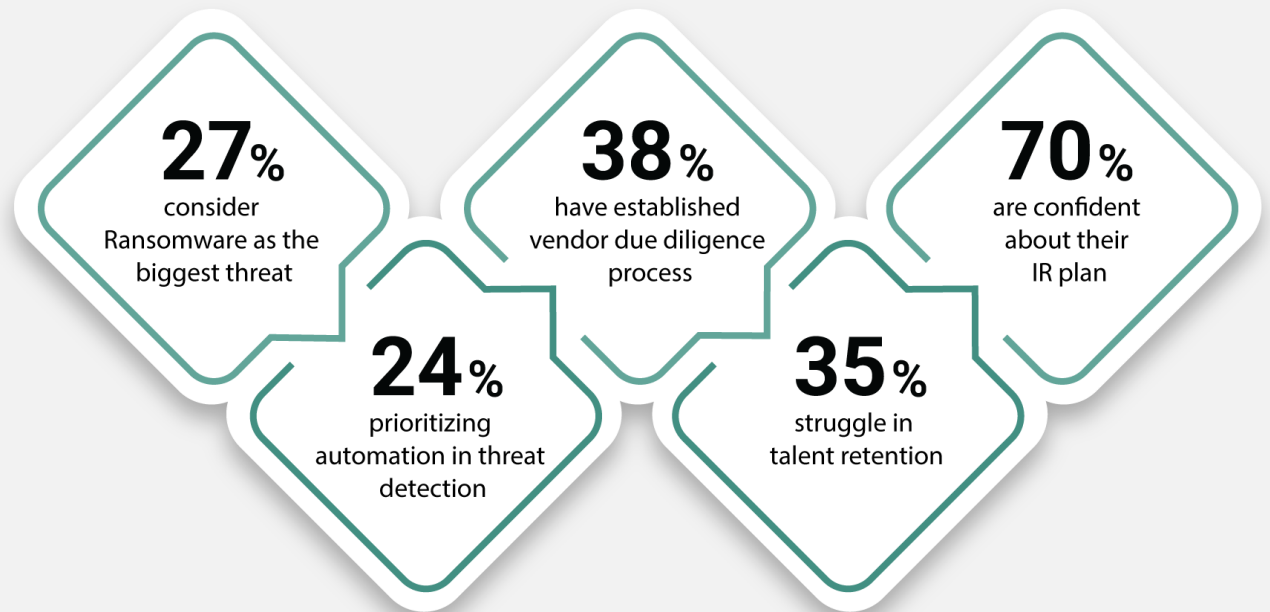 27%
consider
Ransomware as the
biggest threat
38%
have established
vendor due diligence
process
70%
are confident
about their
IR plan
24%
prioritizing
automation in threat
detection
35%
struggle in
talent retention